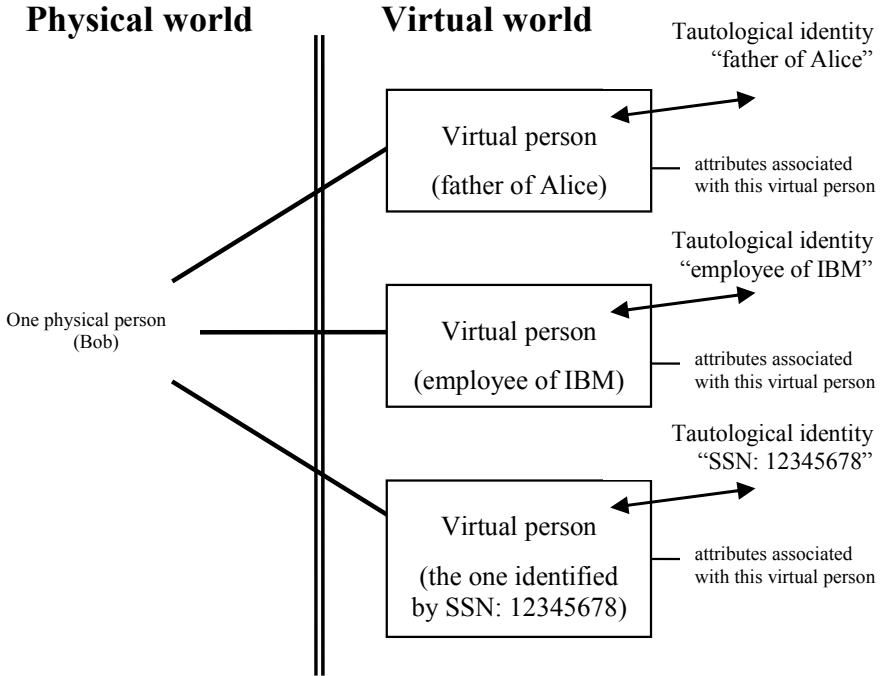 Physical world
Virtual world
Tautological identity
“father of Alice”
Virtual person
(father of Alice)
attributes associated
with this virtual person
Tautological identity
“employee of IBM”
One physical person
(Bob)
Virtual person
(employee of IBM)
attributes associated
with this virtual person
Tautological identity
“SSN: 12345678”
Virtual person
(the one identified
by SSN: 12345678)
attributes associated
with this virtual person